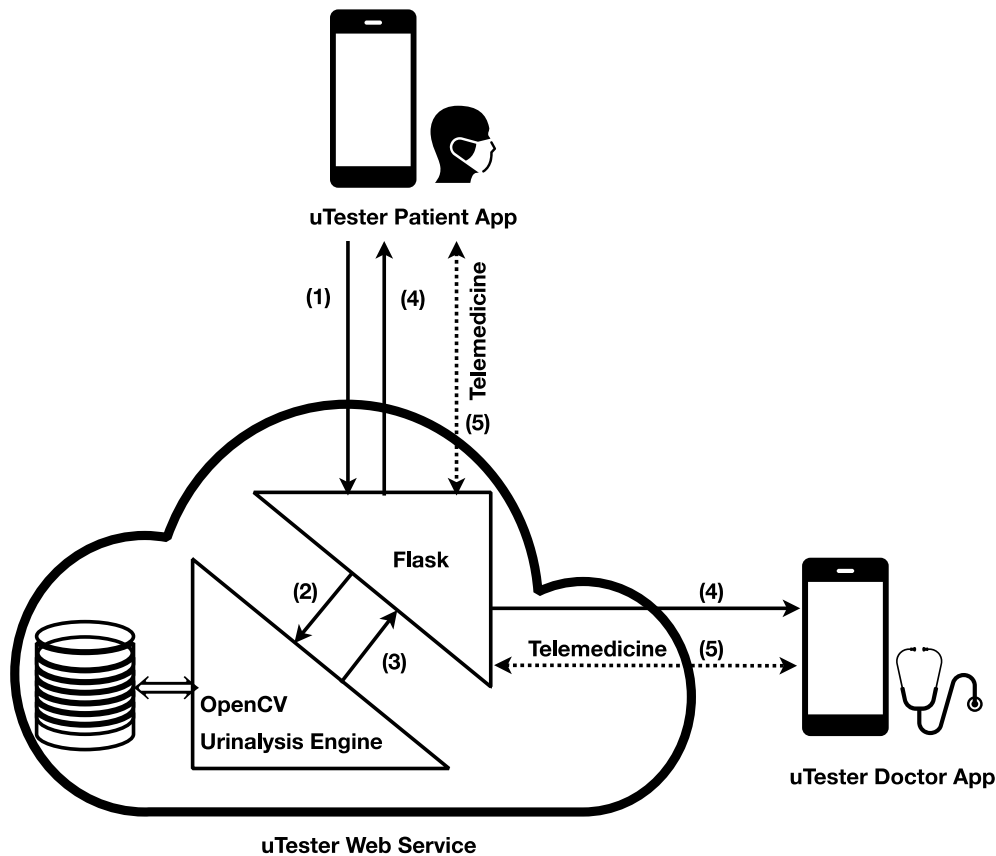 uTester Patient App
(1)
(4)
Telemedicine
(5)
Flask
(2)
(3)
(4)
Telemedicine
(5)
OpenCV
Urinalysis Engine
uTester Doctor App
uTester Web Service